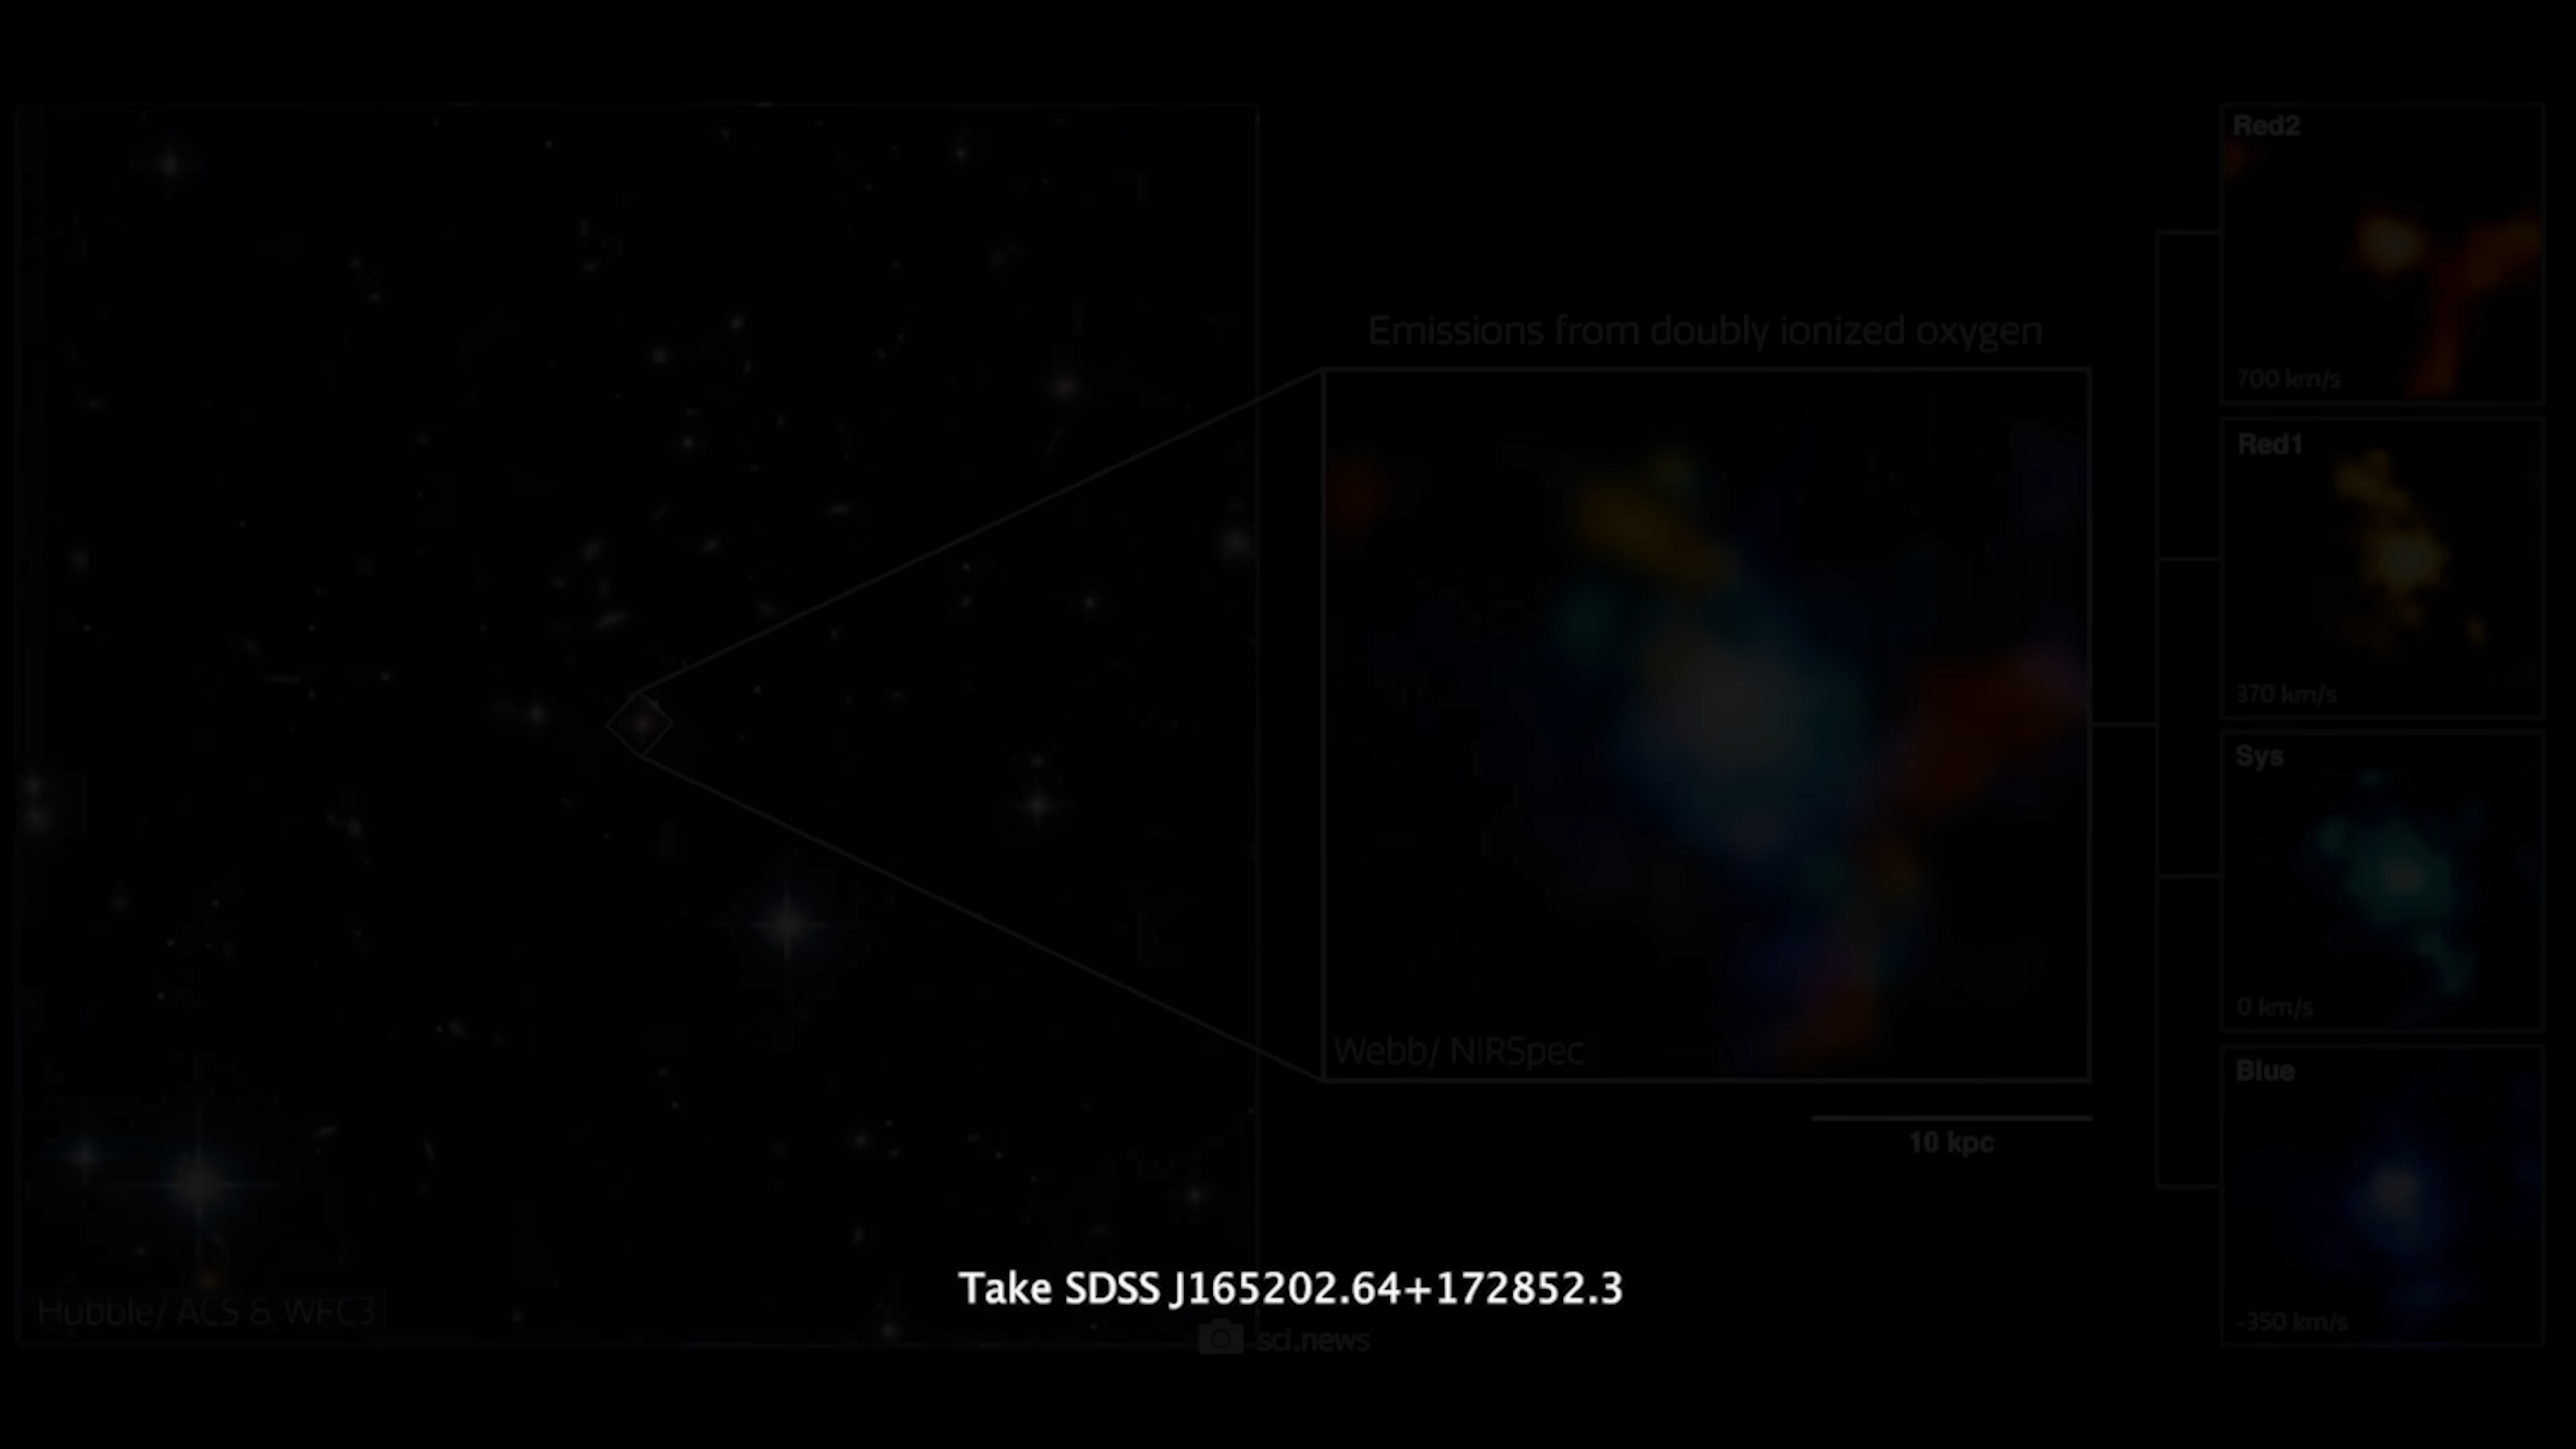 Emissions from doubly ionized oxygen
Hubble/ ACS & WFC3
Webb/ NIRSpec
10 kpc
Red2
700 km/s
Red1
370 km/s
Sys
0 km/s
Blue
-350 km/s
Take SDSS J165202.64+172852.3
sci.news